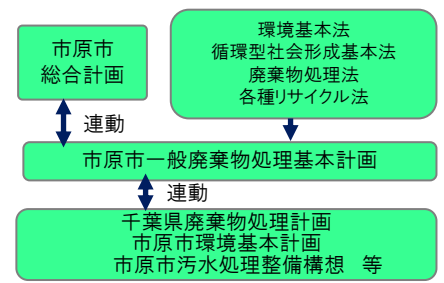 市原市
総合計画
環境基本法
循環型社会形成基本法
廃棄物処理法
各種リサイクル法
連動
市原市一般廃棄物処理基本計画
連動
千葉県廃棄物処理計画
市原市環境基本計画
市原市汚水処理整備構想　等